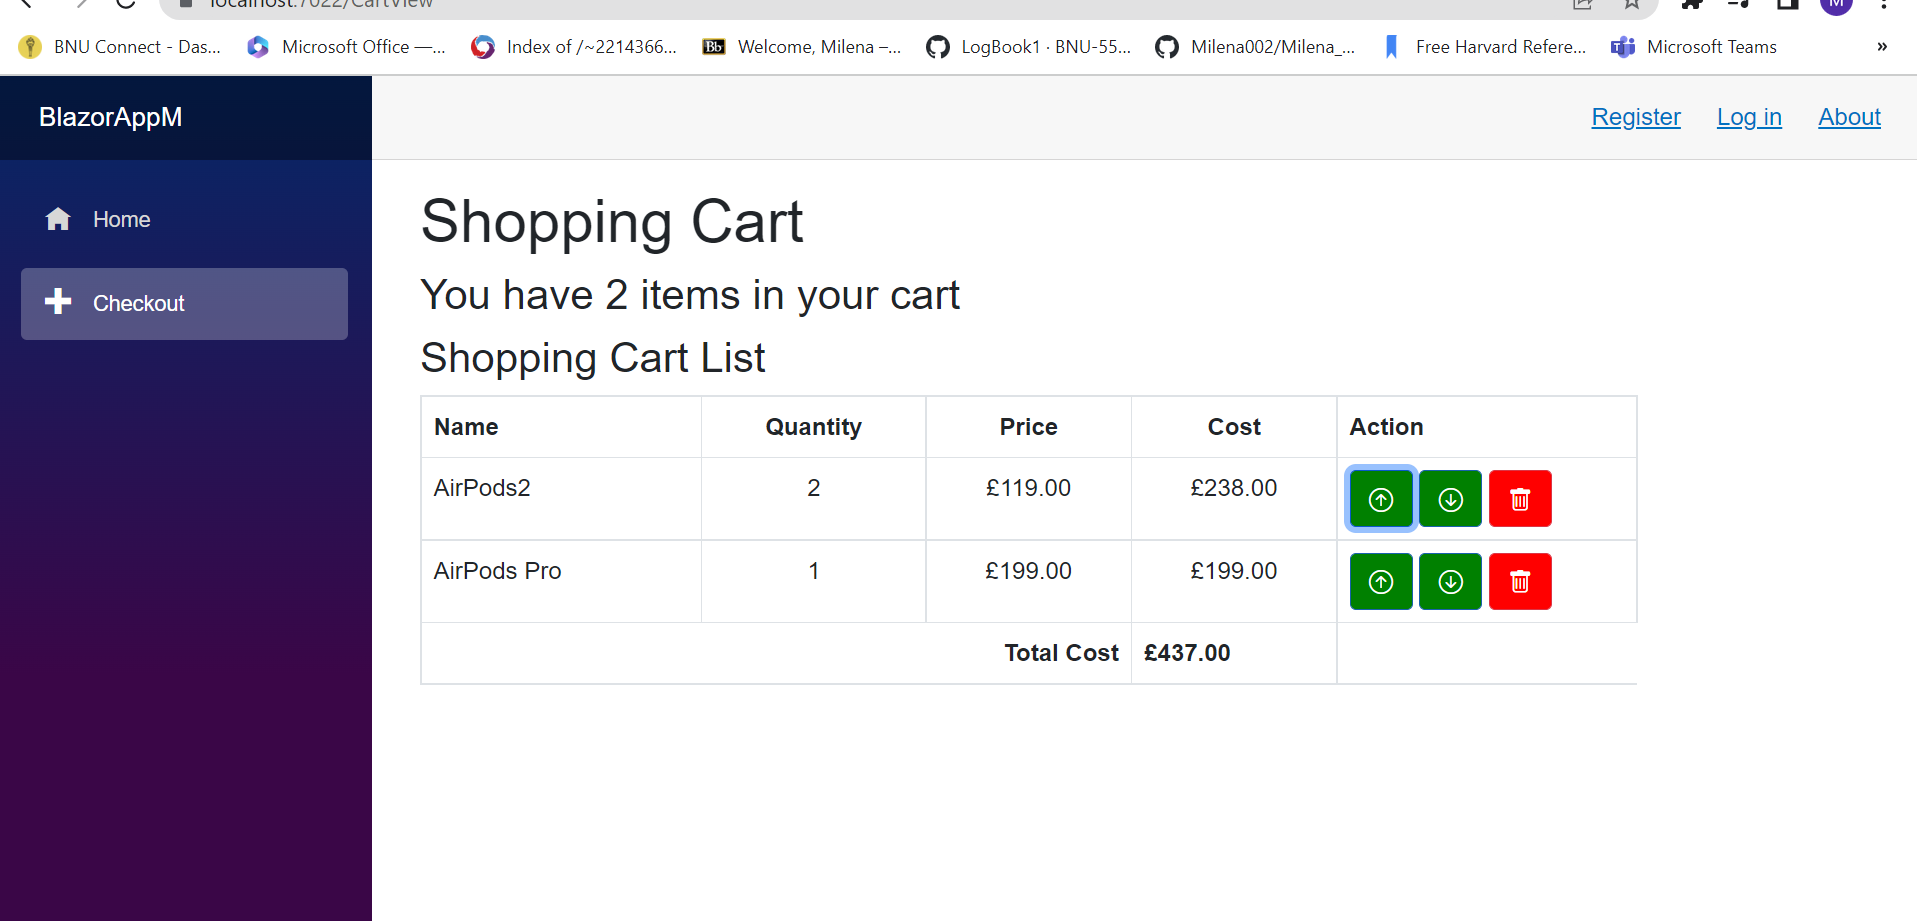 localhost:7022/CartView
M
BNU Connect - Das... Microsoft Office —... Index of /~2214366... Bb Welcome, Milena –... LogBook1 · BNU-55... Milena002/Milena_... Free Harvard Refere... Microsoft Teams »
BlazorAppM
Register Log in About
Home
Checkout
Shopping Cart
You have 2 items in your cart
Shopping Cart List
Name Quantity Price Cost Action
AirPods2 2 £119.00 £238.00
AirPods Pro 1 £199.00 £199.00
Total Cost £437.00